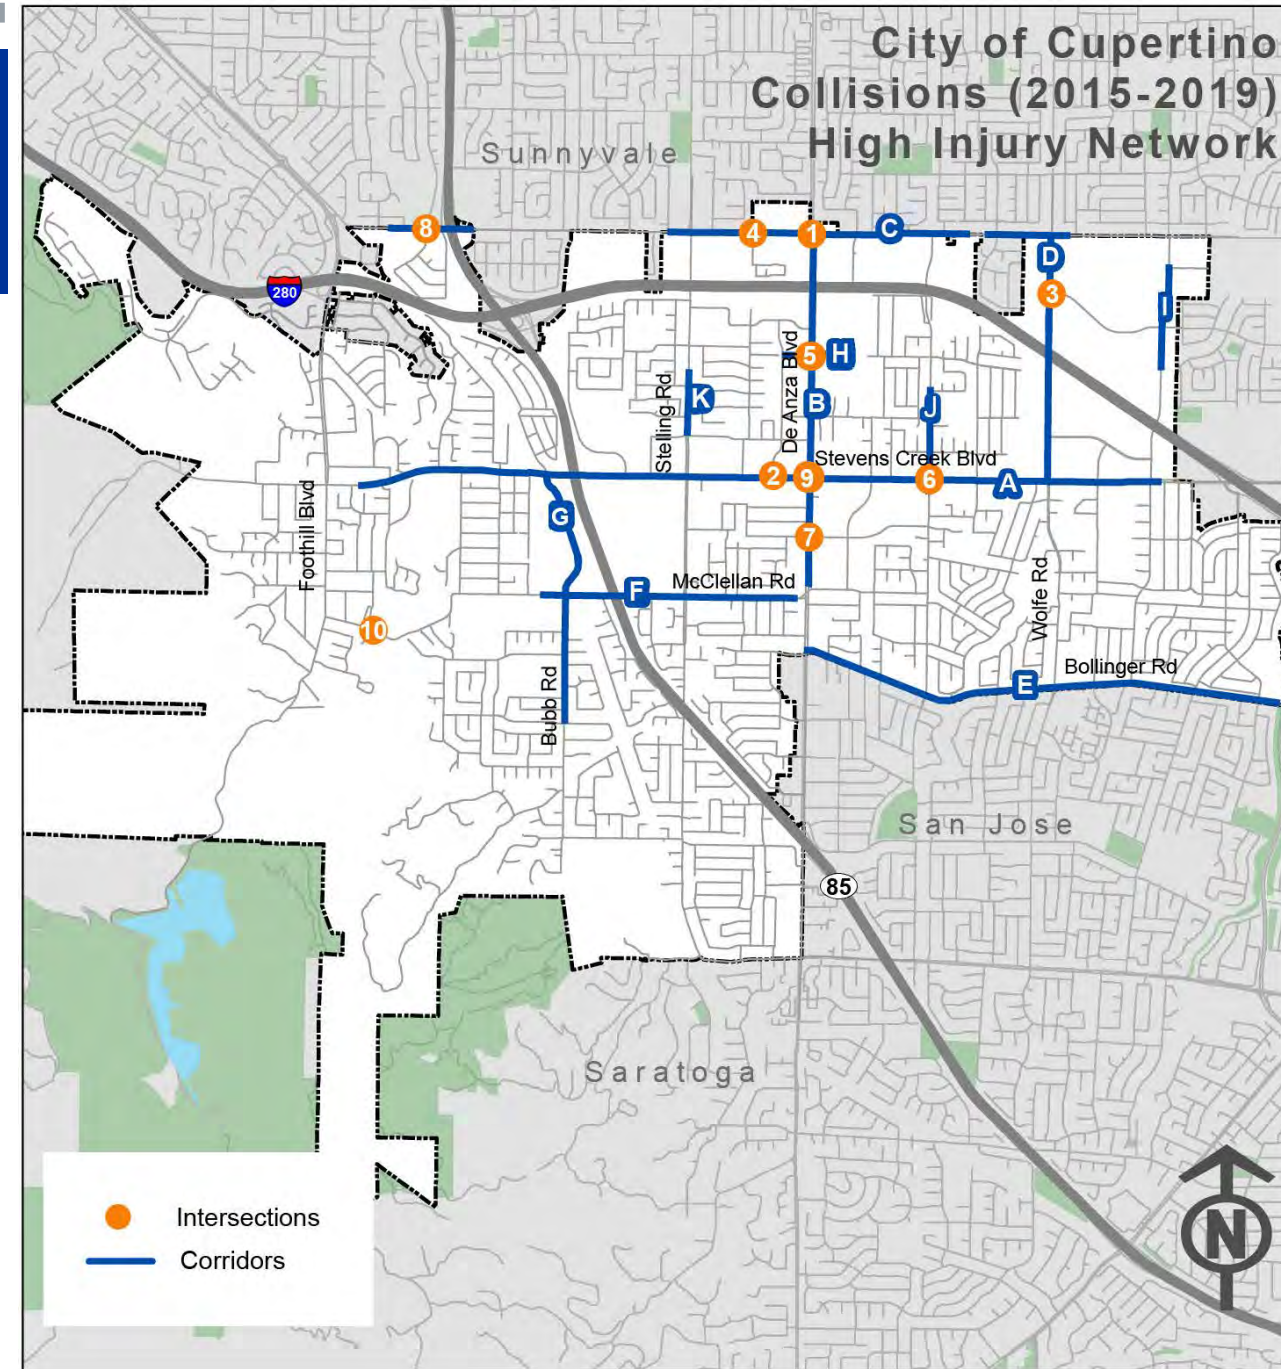 City of Cupertino
Collisions (2015-2019)
High Injury Network
Sunnyvale
8
4
1
C
D
280
3
I
5
H
De Anza Blvd
Stelling Rd
K
B
J
Stevens Creek Blvd
2
9
6
A
Foothill Blvd
G
7
McClellan Rd
F
Wolfe Rd
10
Bubb Rd
Bollinger Rd
E
San Jose
85
Saratoga
Intersections
Corridors
N